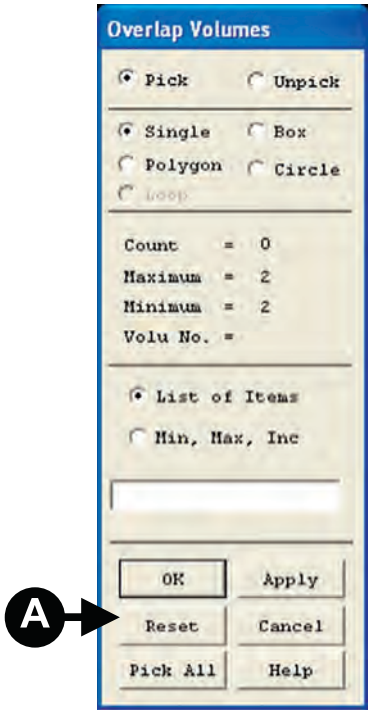 Overlap Volumes
Pick Unpick
Single Box
Polygon Circle
Loop
Count = 0
Maximum = 2
Minimum = 2
Volu No. =
List of Items
Min, Max, Inc
OK Apply
A Reset Cancel
Pick All Help